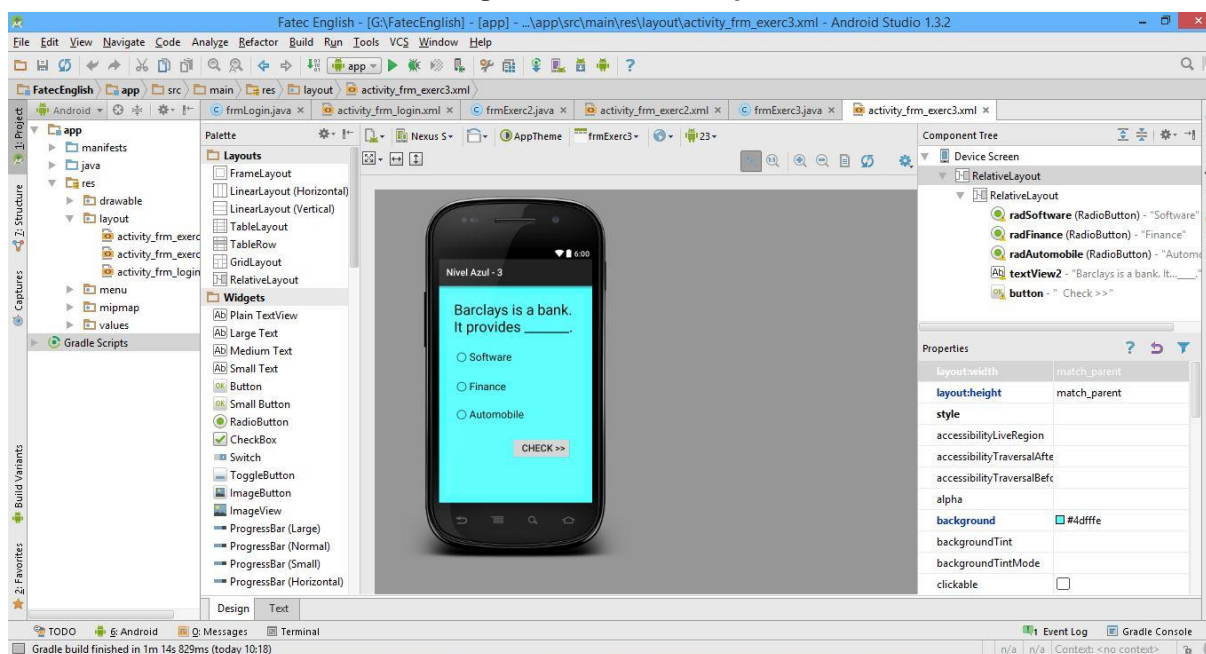 Fatec English - [G:\FatecEnglish] - [app] - ...\app\src\main\res\layout\activity_frm_exerc3.xml - Android Studio 1.3.2
File Edit View Navigate Code Analyze Refactor Build Run Tools VCS Window Help
app
FatecEnglish app src main res layout activity_frm_exerc3.xml
Android frmLogin.java activity_frm_login.xml frmExerc2.java activity_frm_exerc2.xml frmExerc3.java activity_frm_exerc3.xml
1: Project
7: Structure
Captures
Build Variants
2: Favorites
app
manifests
java
res
drawable
layout
activity_frm_exerc
activity_frm_exerc
activity_frm_login
menu
mipmap
values
Gradle Scripts
Palette
Layouts
FrameLayout
LinearLayout (Horizontal)
LinearLayout (Vertical)
TableLayout
TableRow
GridLayout
RelativeLayout
Widgets
Plain TextView
Large Text
Medium Text
Small Text
Button
Small Button
RadioButton
CheckBox
Switch
ToggleButton
ImageButton
ImageView
ProgressBar (Large)
ProgressBar (Normal)
ProgressBar (Small)
ProgressBar (Horizontal)
Design Text
Nexus S AppTheme frmExerc3 23
6:00
Nível Azul - 3
Barclays is a bank.
It provides ______.
Software
Finance
Automobile
CHECK >>
Component Tree
Device Screen
RelativeLayout
RelativeLayout
radSoftware (RadioButton) - "Software"
radFinance (RadioButton) - "Finance"
radAutomobile (RadioButton) - "Automo
textView2 - "Barclays is a bank. It...___."
button - " Check >>"
Properties
layout:width match_parent
layout:height match_parent
style
accessibilityLiveRegion
accessibilityTraversalAfte
accessibilityTraversalBefo
alpha
background #4dfffe
backgroundTint
backgroundTintMode
clickable
TODO 6: Android 0: Messages Terminal 1 Event Log Gradle Console
Gradle build finished in 1m 14s 829ms (today 10:18) n/a n/a Context: <no context>